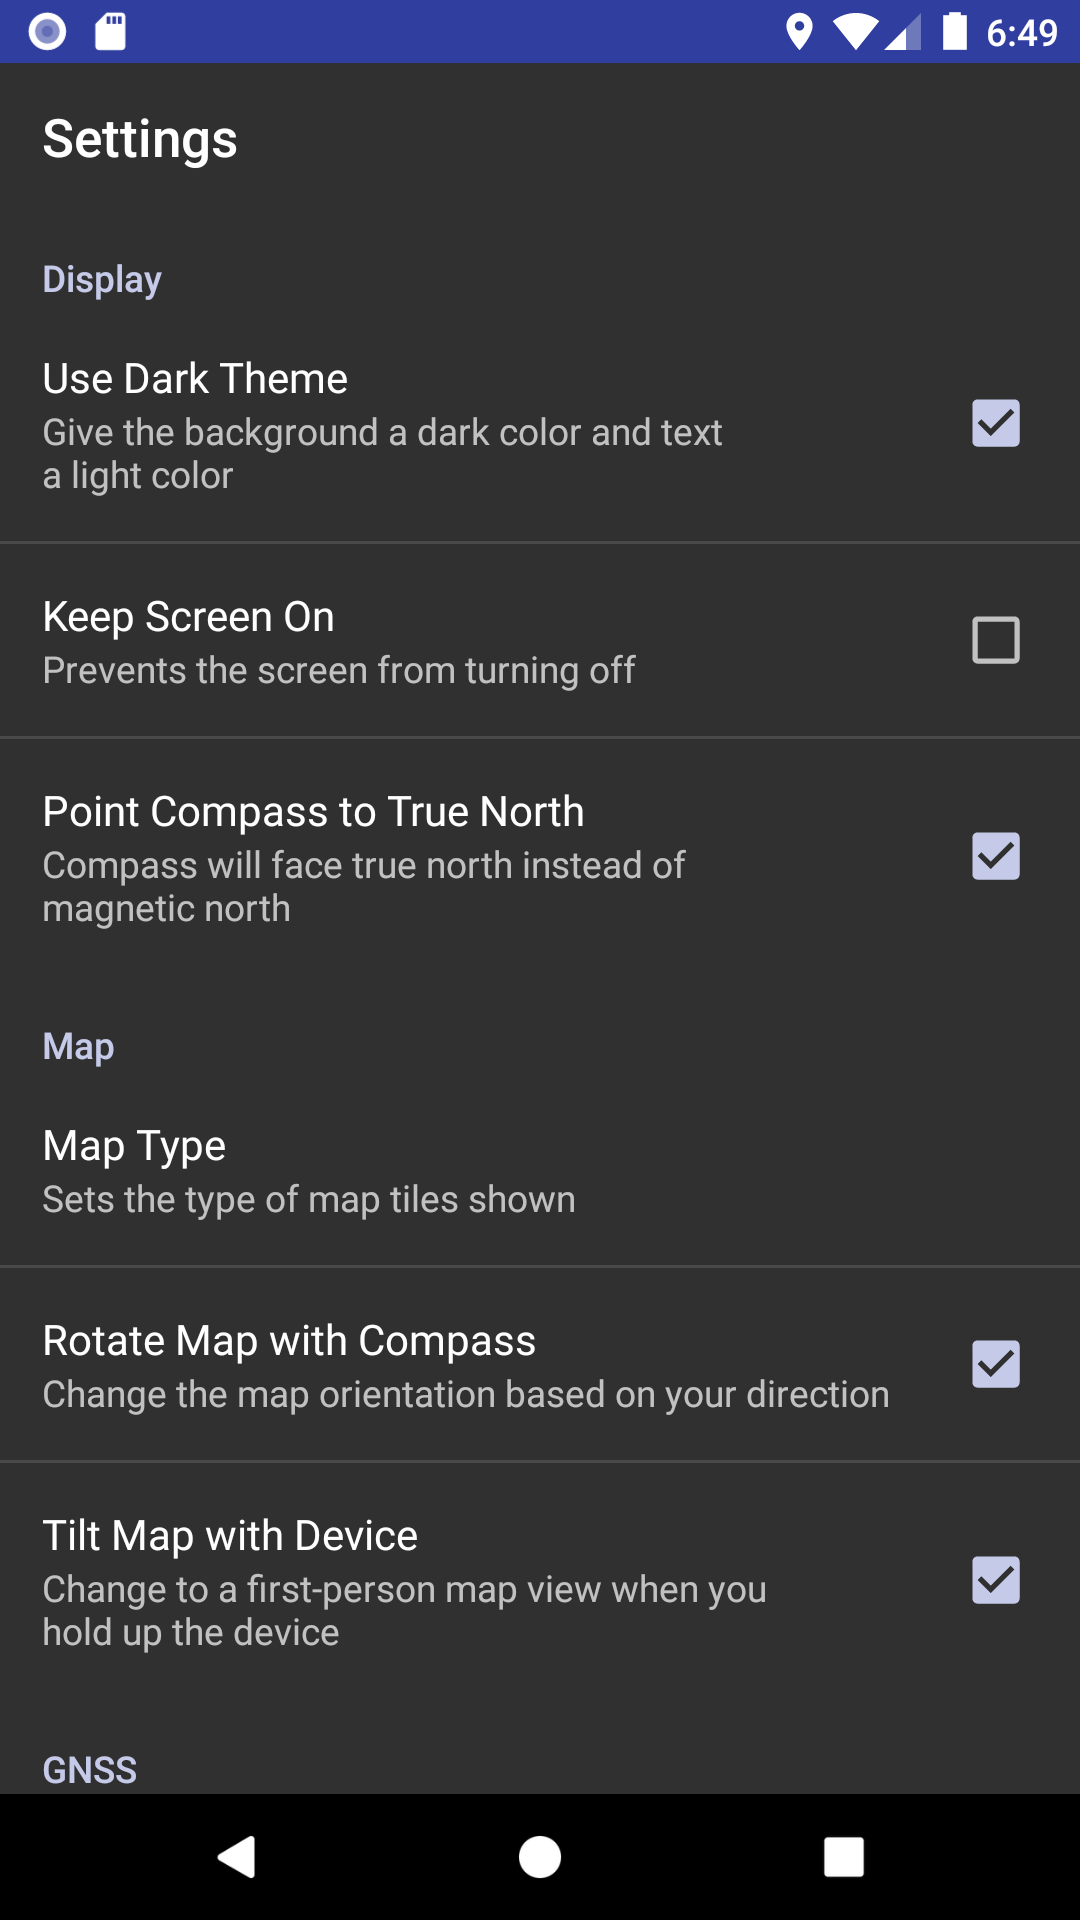 6:49
Settings
Display
Use Dark Theme
Give the background a dark color and text
a light color
Keep Screen On
Prevents the screen from turning off
Point Compass to True North
Compass will face true north instead of
magnetic north
Map
Map Type
Sets the type of map tiles shown
Rotate Map with Compass
Change the map orientation based on your direction
Tilt Map with Device
Change to a first-person map view when you
hold up the device
GNSS